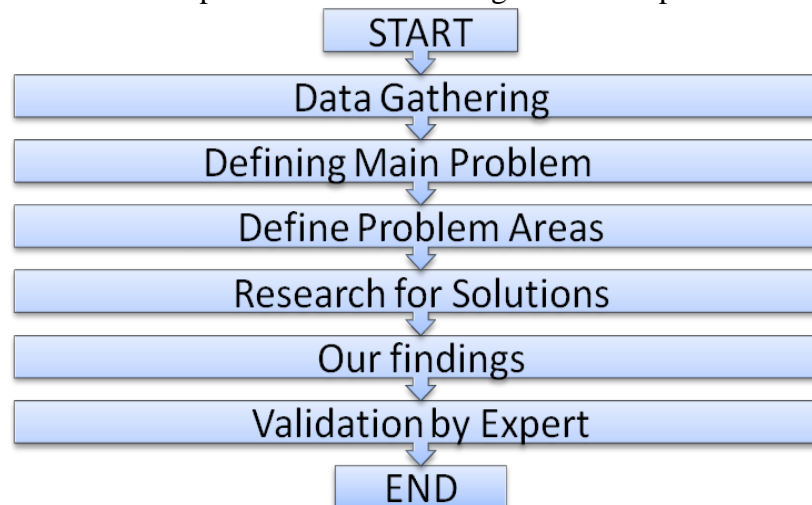 START
Data Gathering
Defining Main Problem
Define Problem Areas
Research for Solutions
Our findings
Validation by Expert
END